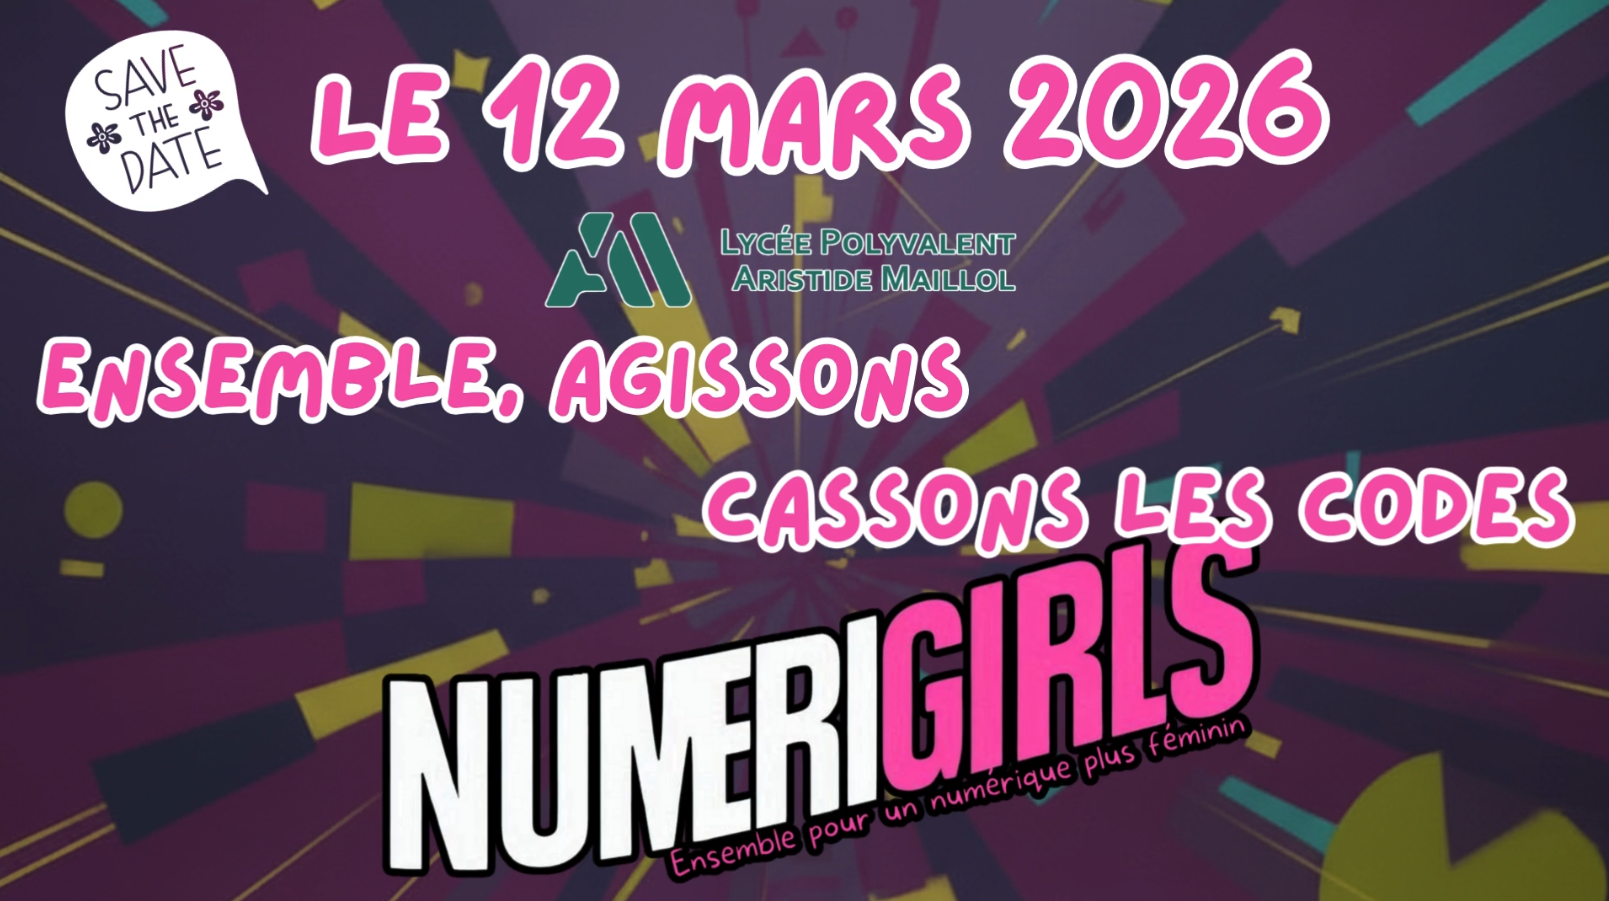 SAVE
THE
DATE
LE 12 MARS 2026
LYCÉE POLYVALENT
ARISTIDE MAILLOL
ENSEMBLE, AGISSONS
CASSONS LES CODES
NUMERIGIRLS
Ensemble pour un numérique plus féminin